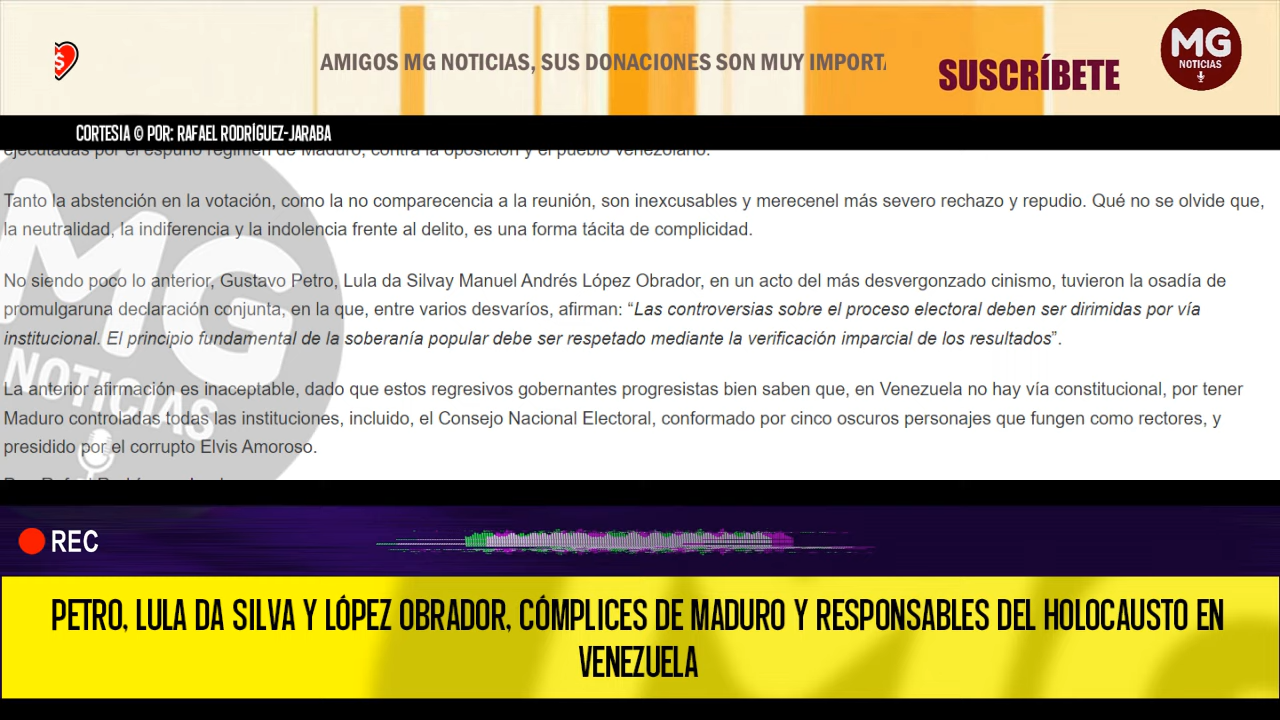 AMIGOS MG NOTICIAS, SUS DONACIONES SON MUY IMPORTA
SUSCRÍBETE
MG
NOTICIAS
CORTESIA © POR: RAFAEL RODRÍGUEZ-JARABA
ejecutadas por el espurio régimen de Maduro, contra la oposición y el pueblo venezolano.
Tanto la abstención en la votación, como la no comparecencia a la reunión, son inexcusables y merecenel más severo rechazo y repudio. Qué no se olvide que,
la neutralidad, la indiferencia y la indolencia frente al delito, es una forma tácita de complicidad.
No siendo poco lo anterior, Gustavo Petro, Lula da Silvay Manuel Andrés López Obrador, en un acto del más desvergonzado cinismo, tuvieron la osadía de
promulgaruna declaración conjunta, en la que, entre varios desvaríos, afirman: “Las controversias sobre el proceso electoral deben ser dirimidas por vía
institucional. El principio fundamental de la soberanía popular debe ser respetado mediante la verificación imparcial de los resultados”.
La anterior afirmación es inaceptable, dado que estos regresivos gobernantes progresistas bien saben que, en Venezuela no hay vía constitucional, por tener
Maduro controladas todas las instituciones, incluido, el Consejo Nacional Electoral, conformado por cinco oscuros personajes que fungen como rectores, y
presidido por el corrupto Elvis Amoroso.
MG
NOTICIAS
REC
PETRO, LULA DA SILVA Y LÓPEZ OBRADOR, CÓMPLICES DE MADURO Y RESPONSABLES DEL HOLOCAUSTO EN
VENEZUELA